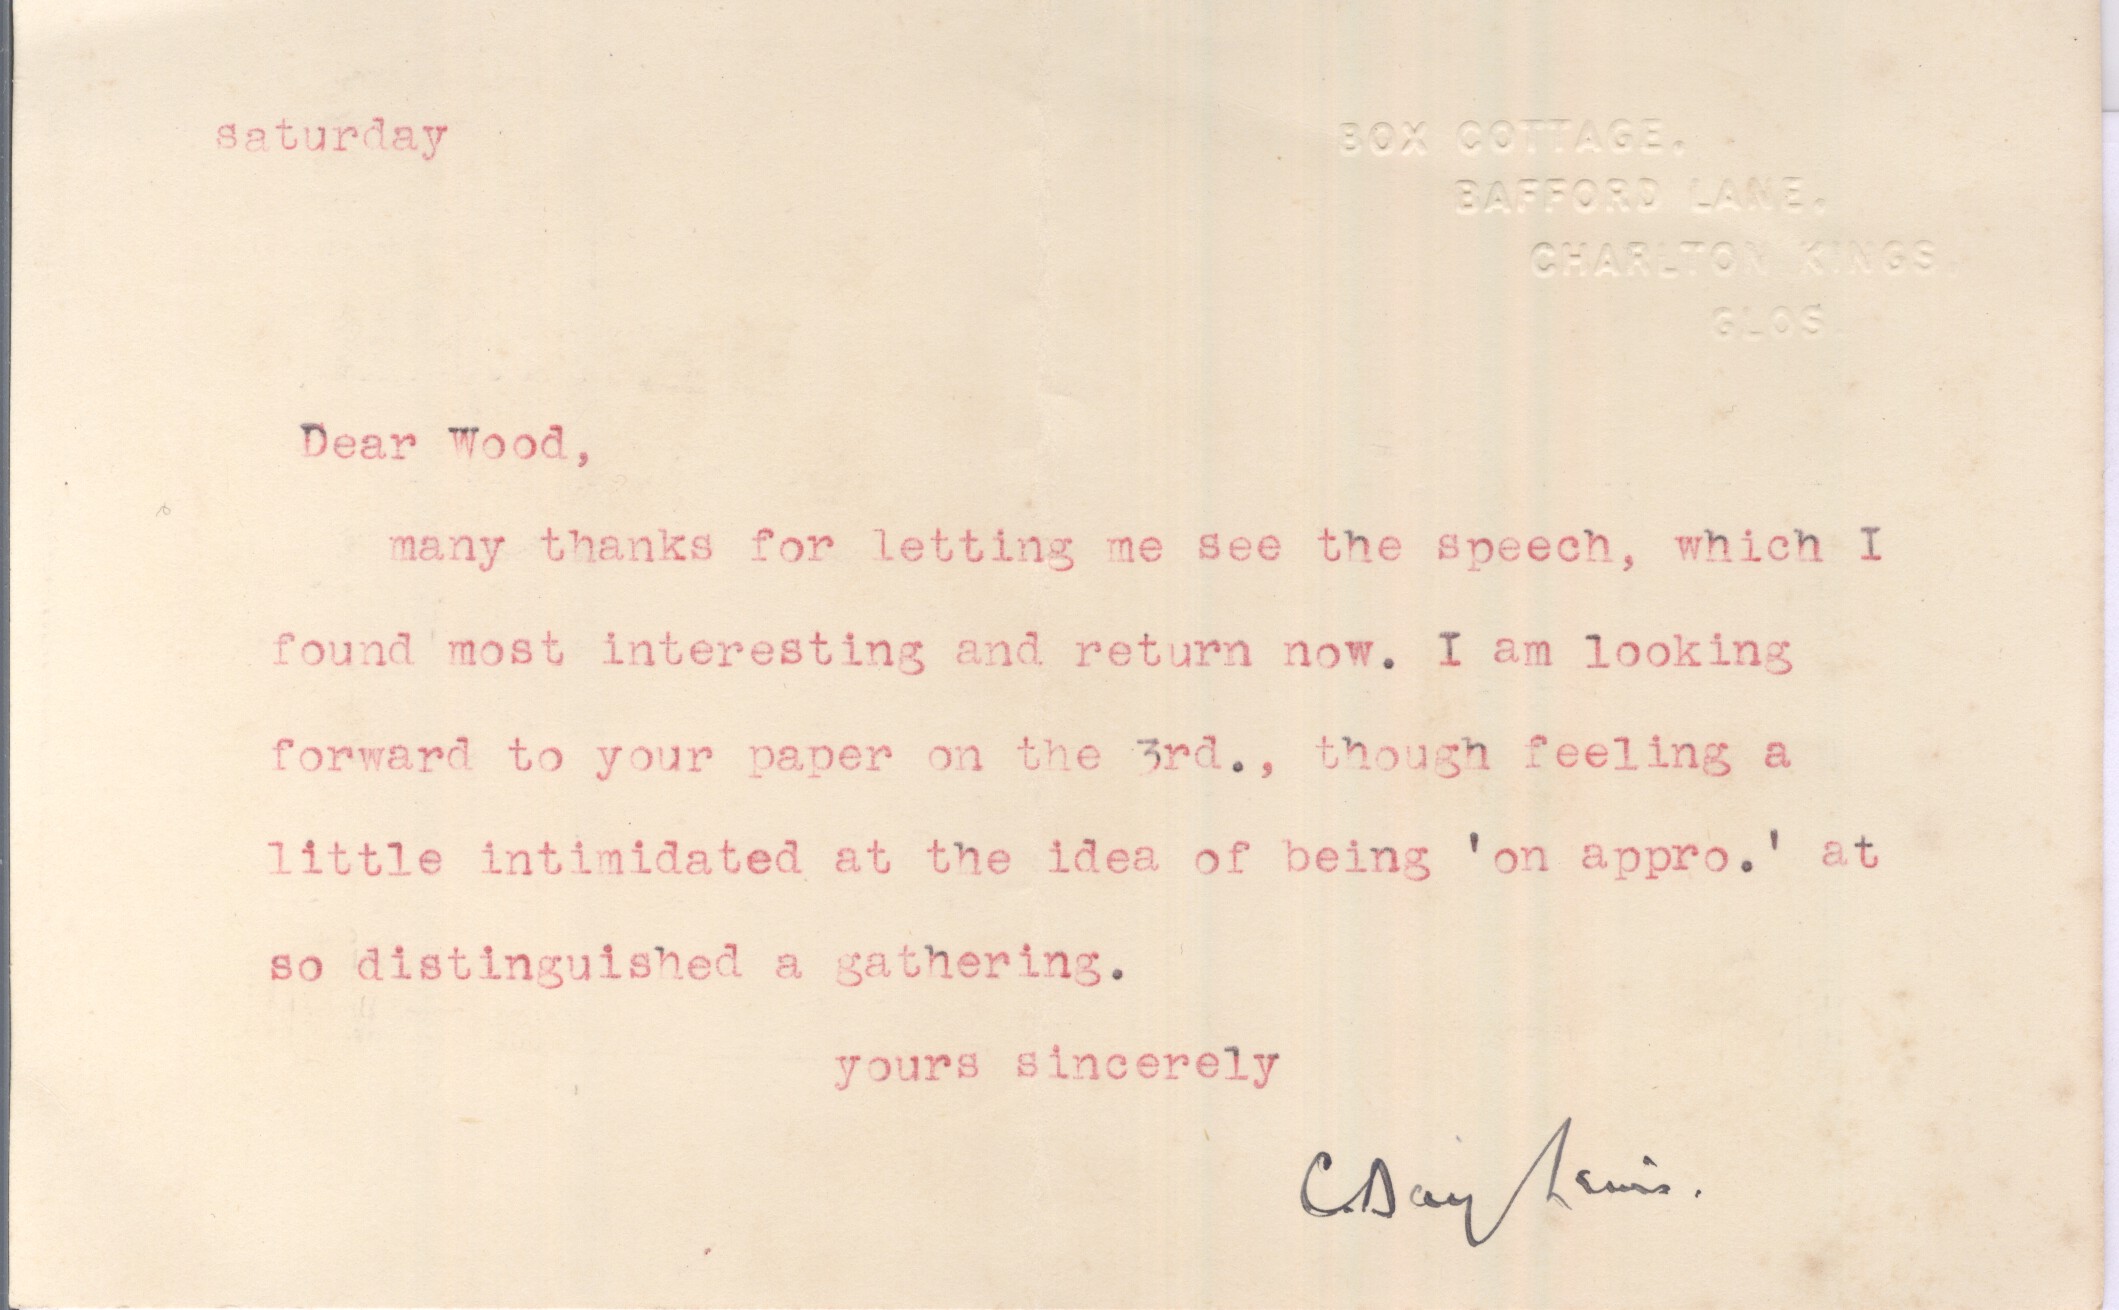 saturday
BOX COTTAGE.
BAFFORD LANE.
CHARLTON KINGS.
GLOS.
Dear Wood,
many thanks for letting me see the speech, which I
found most interesting and return now. I am looking
forward to your paper on the 3rd., though feeling a
little intimidated at the idea of being 'on appro.' at
so distinguished a gathering.
yours sincerely
C. Day Lewis.